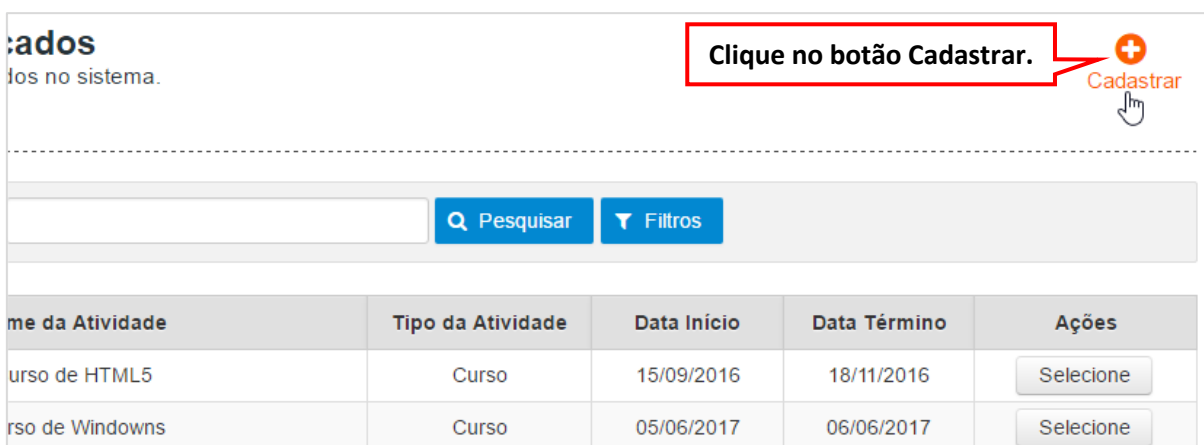 cados
Clique no botão Cadastrar.
dos no sistema.
Cadastrar
Pesquisar Filtros
me da Atividade Tipo da Atividade Data Início Data Término Ações
urso de HTML5 Curso 15/09/2016 18/11/2016 Selecione
rso de Windowns Curso 05/06/2017 06/06/2017 Selecione